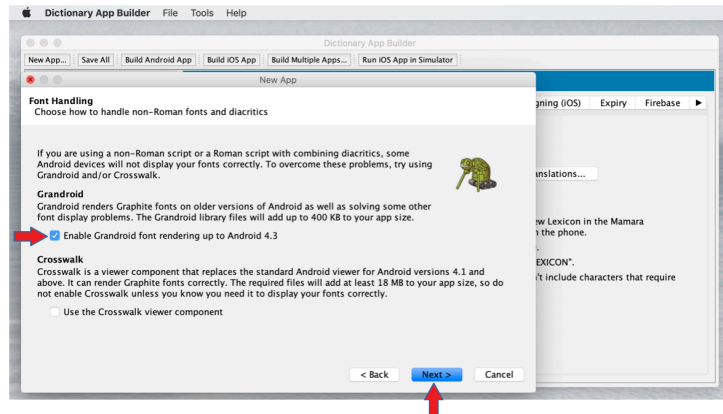 Dictionary App Builder File Tools Help
Dictionary App Builder
New App... Save All Build Android App Build iOS App Build Multiple Apps... Run iOS App in Simulator
New App
Font Handling
Choose how to handle non-Roman fonts and diacritics
gning (iOS) Expiry Firebase
If you are using a non-Roman script or a Roman script with combining diacritics, some
Android devices will not display your fonts correctly. To overcome these problems, try using
Grandroid and/or Crosswalk.
anslations...
Grandroid
Grandroid renders Graphite fonts on older versions of Android as well as solving some other
font display problems. The Grandroid library files will add up to 400 KB to your app size.
ew Lexicon in the Mamara
n the phone.
Enable Grandroid font rendering up to Android 4.3
EXICON".
Crosswalk
Crosswalk is a viewer component that replaces the standard Android viewer for Android versions 4.1 and
above. It can render Graphite fonts correctly. The required files will add at least 18 MB to your app size, so do
not enable Crosswalk unless you know you need it to display your fonts correctly.
't include characters that require
Use the Crosswalk viewer component
< Back Next > Cancel